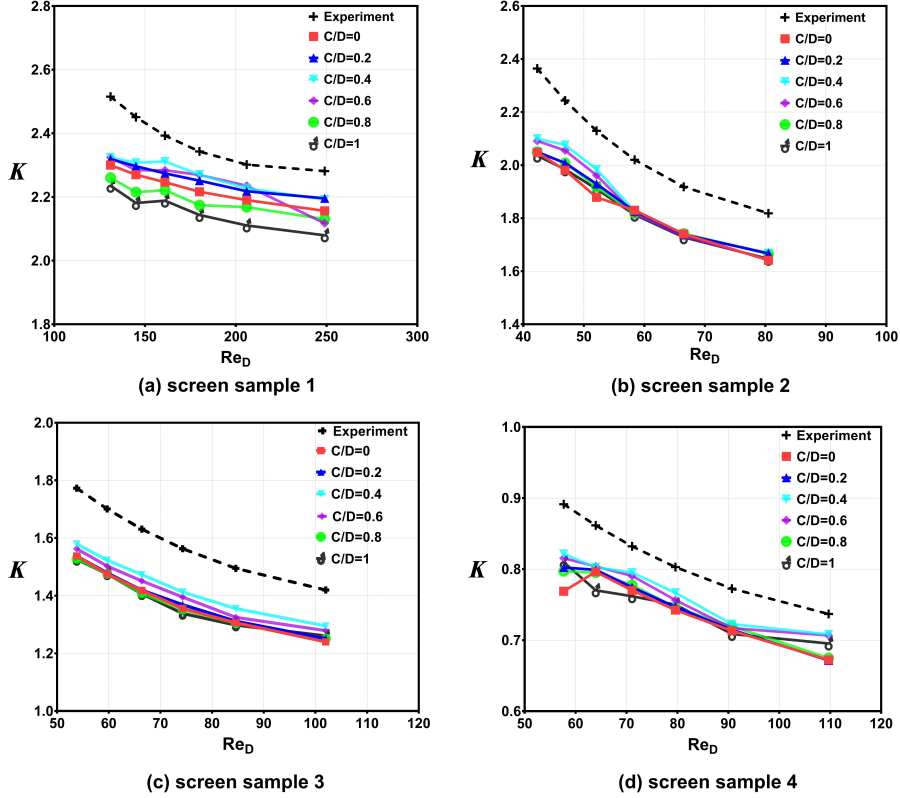 2.8
2.6
2.4
2.2
2.0
1.8
K
100
150
200
250
300
Re_D
Experiment
C/D=0
C/D=0.2
C/D=0.4
C/D=0.6
C/D=0.8
C/D=1
(a) screen sample 1
2.6
2.4
2.2
2.0
1.8
1.6
1.4
K
40
50
60
70
80
90
100
Re_D
Experiment
C/D=0
C/D=0.2
C/D=0.4
C/D=0.6
C/D=0.8
C/D=1
(b) screen sample 2
2.0
1.8
1.6
1.4
1.2
1.0
K
50
60
70
80
90
100
110
120
Re_D
Experiment
C/D=0
C/D=0.2
C/D=0.4
C/D=0.6
C/D=0.8
C/D=1
(c) screen sample 3
1.0
0.9
0.8
0.7
0.6
K
50
60
70
80
90
100
110
120
Re_D
Experiment
C/D=0
C/D=0.2
C/D=0.4
C/D=0.6
C/D=0.8
C/D=1
(d) screen sample 4